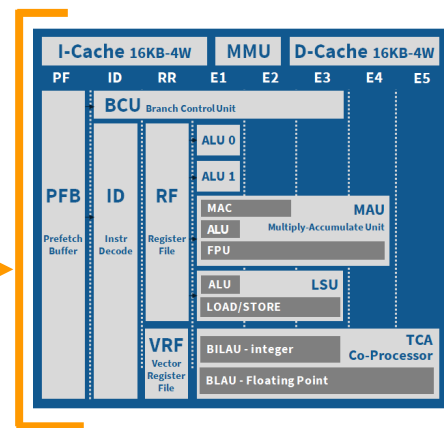 I-Cache 16KB-4W
MMU
D-Cache 16KB-4W
PF ID RR E1 E2 E3 E4 E5
BCU Branch Control Unit
ALU 0
ALU 1
PFB
Prefetch
Buffer
ID
Instr
Decode
RF
Register
File
MAC
MAU
ALU
Multiply-Accumulate Unit
FPU
ALU
LSU
LOAD/STORE
VRF
Vector
Register
File
TCA
Co-Processor
BILAU - integer
BLAU - Floating Point